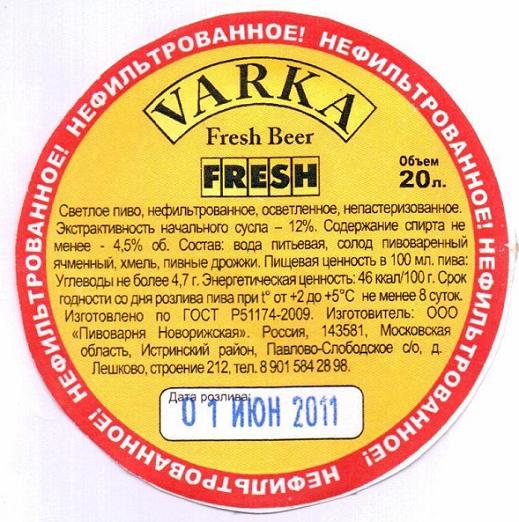 НЕФИЛЬТРОВАННОЕ! НЕФИЛЬТРОВАННОЕ! НЕФИЛЬТРОВАННОЕ! НЕФИЛЬТРОВАННОЕ! НЕФИЛЬТРОВАННОЕ!
VARKA
Fresh Beer
FRESH
Объем
20л.
Светлое пиво, нефильтрованное, осветленное, непастеризованное.
Экстрактивность начального сусла – 12%. Содержание спирта не
менее - 4,5% об. Состав: вода питьевая, солод пивоваренный
ячменный, хмель, пивные дрожжи. Пищевая ценность в 100 мл. пива:
Углеводы не более 4,7 г. Энергетическая ценность: 46 ккал/100 г. Срок
годности со дня розлива пива при t° от +2 до +5°C не менее 8 суток.
Изготовлено по ГОСТ Р51174-2009. Изготовитель: ООО
«Пивоварня Новорижская». Россия, 143581, Московская
область, Истринский район, Павлово-Слободское с/о, д.
Лешково, строение 212, тел. 8 901 584 28 98.
Дата розлива:
01 ИЮН 2011